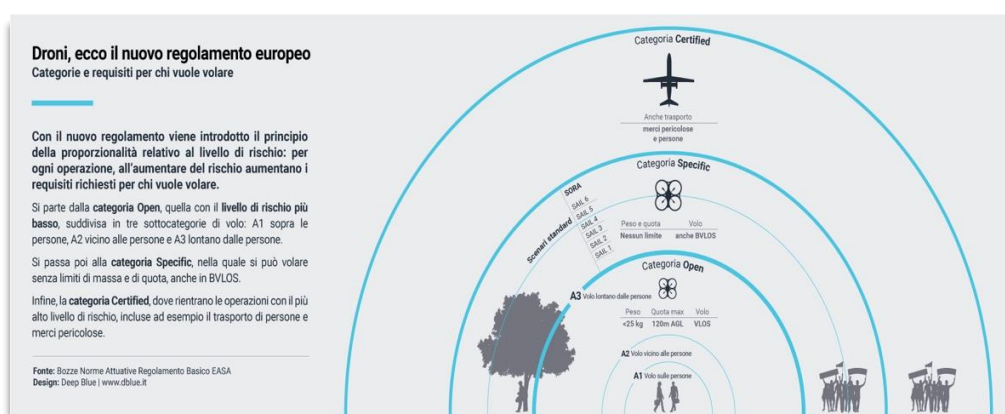 Droni, ecco il nuovo regolamento europeo
Categorie e requisiti per chi vuole volare
Con il nuovo regolamento viene introdotto il principio
della proporzionalità relativo al livello di rischio: per
ogni operazione, all'aumentare del rischio aumentano i
requisiti richiesti per chi vuole volare.
Si parte dalla categoria Open, quella con il livello di rischio più
basso, suddivisa in tre sottocategorie di volo: A1 sopra le
persone, A2 vicino alle persone e A3 lontano dalle persone.
Si passa poi alla categoria Specific, nella quale si può volare
senza limiti di massa e di quota, anche in BVLOS.
Infine, la categoria Certified, dove rientrano le operazioni con il più
alto livello di rischio, incluse ad esempio il trasporto di persone e
merci pericolose.
Fonte: Bozze Norme Attuative Regolamento Basico EASA
Design: Deep Blue | www.dblue.it
Categoria Certified
Anche trasporto
merci pericolose
e persone
Categoria Specific
Peso e quota Volo
Nessun limite anche BVLOS
Scenari standard
SORA
SAIL 6
SAIL 5
SAIL 4
SAIL 3
SAIL 2
SAIL 1
Categoria Open
A3 Volo lontano dalle persone
Peso Quota max Volo
<25 kg 120m AGL VLOS
A2 Volo vicino alle persone
A1 Volo sulle persone